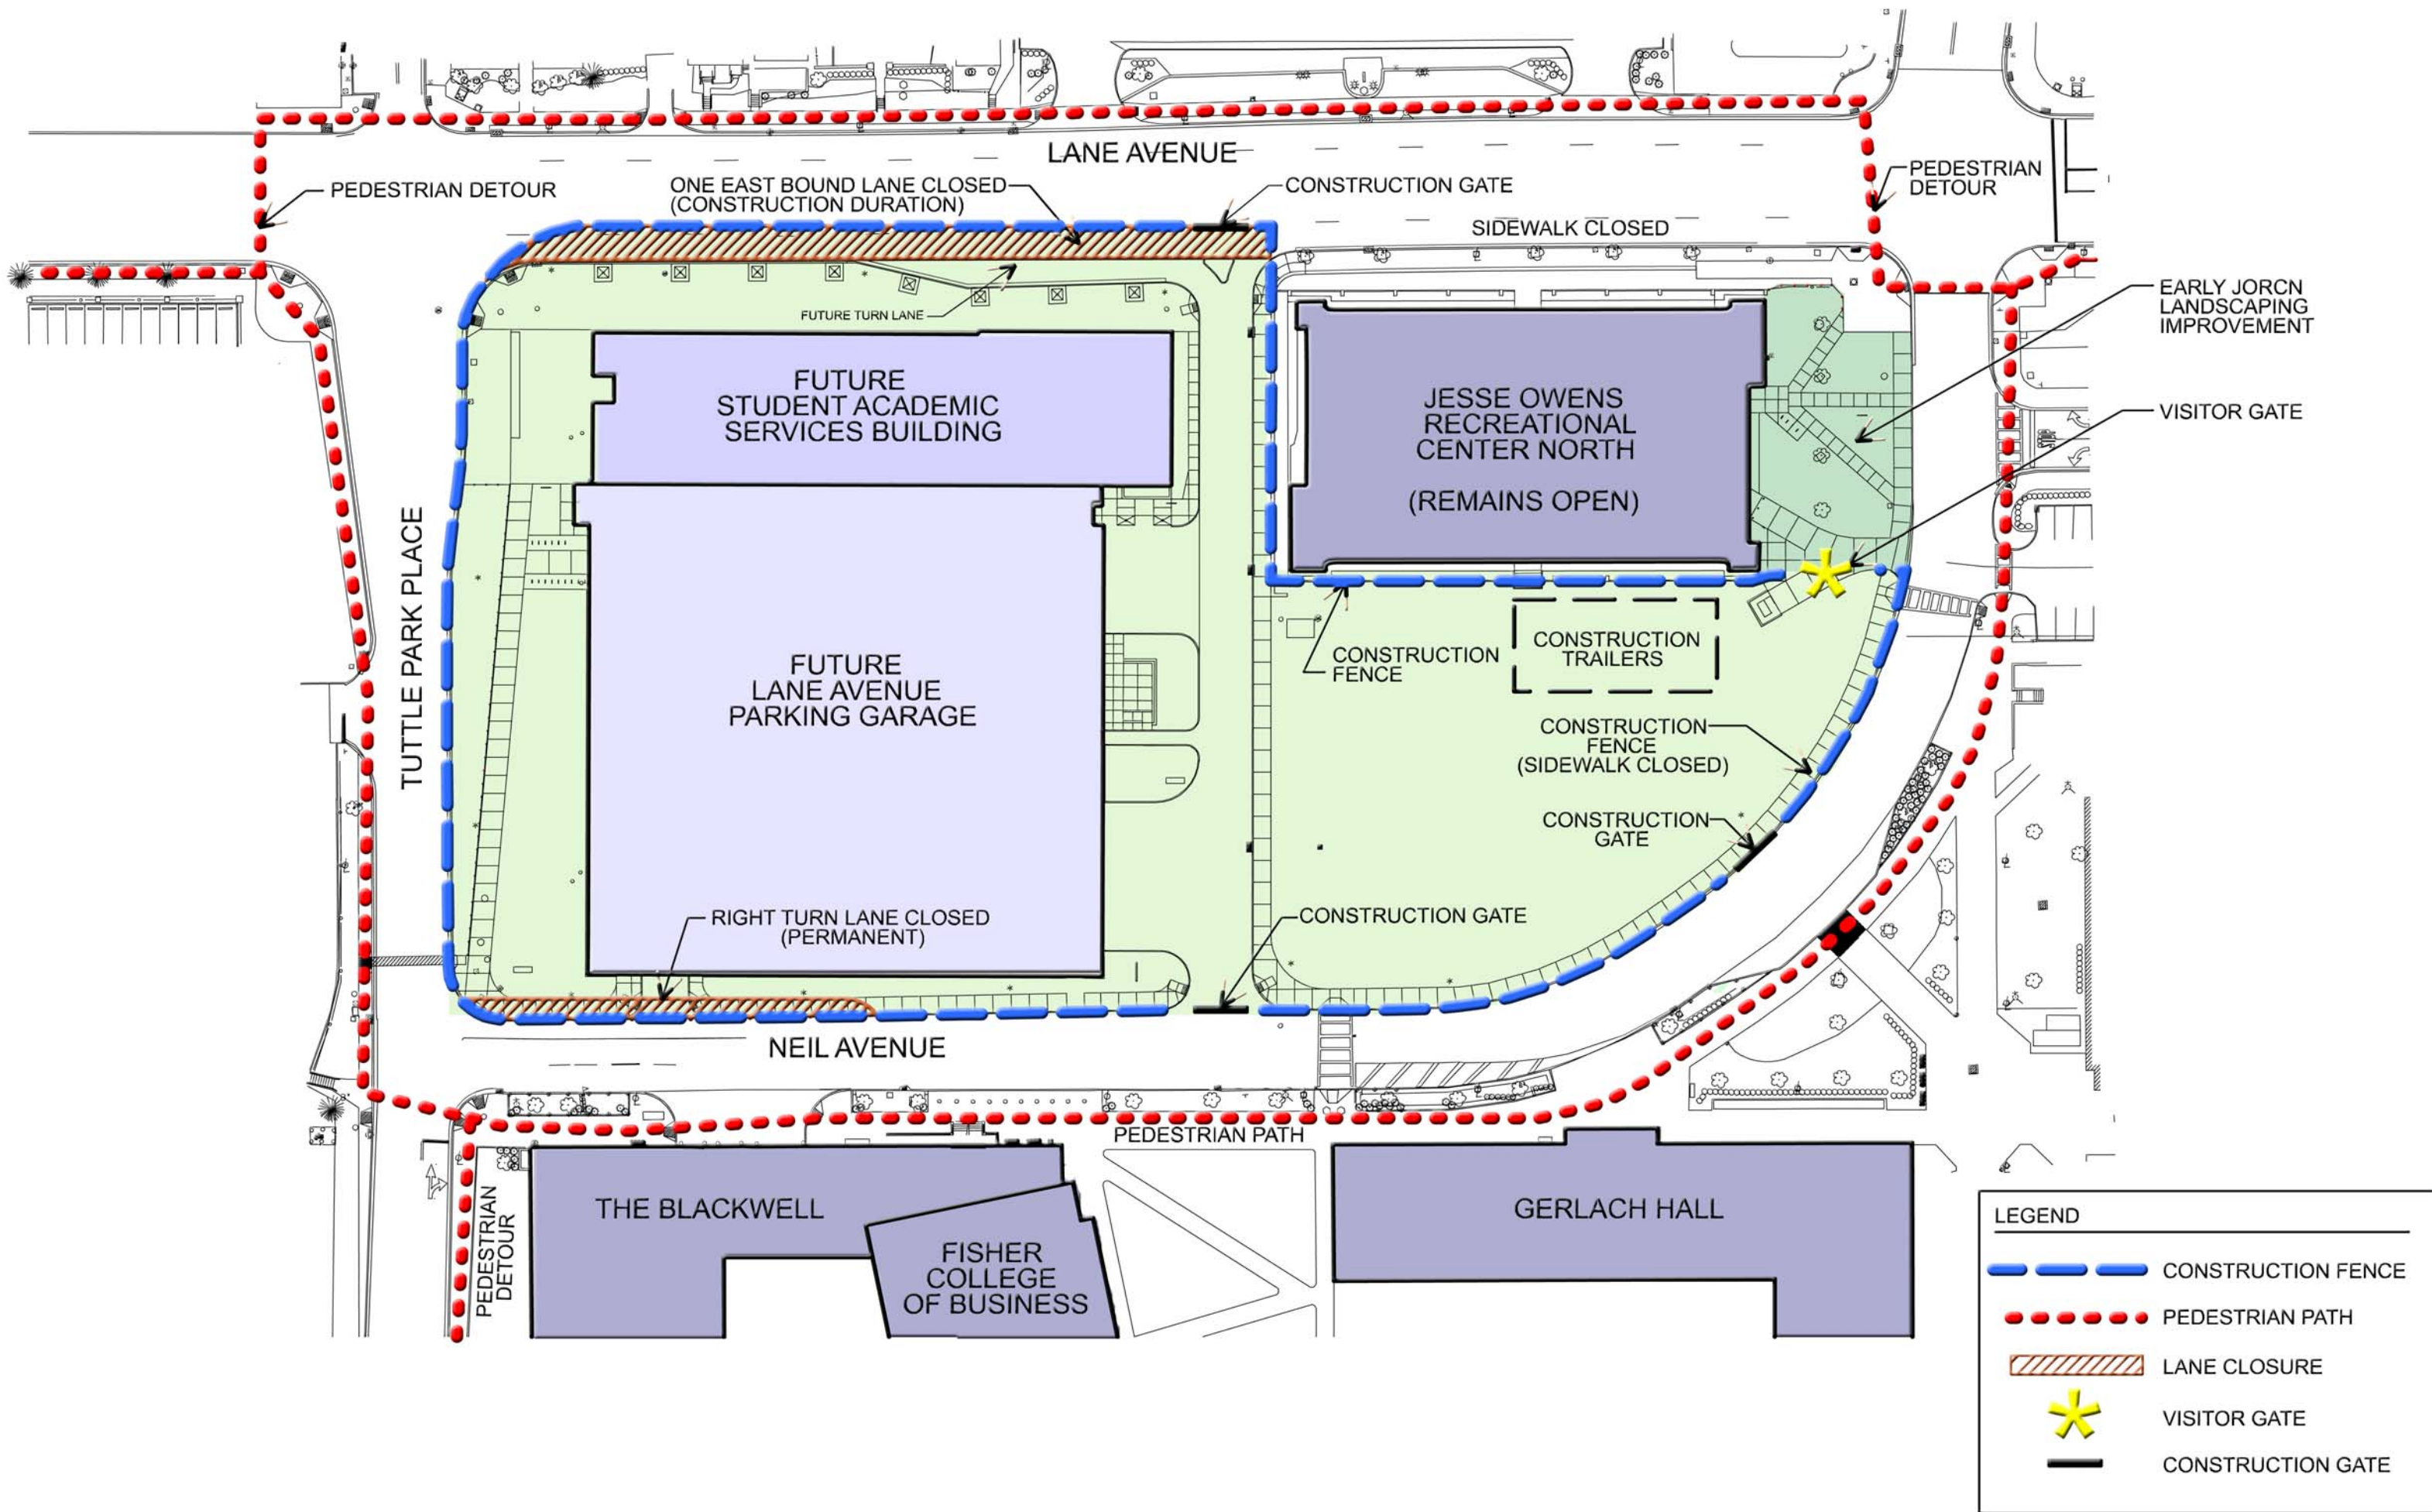 LANE AVENUE
PEDESTRIAN DETOUR
ONE EAST BOUND LANE CLOSED
(CONSTRUCTION DURATION)
CONSTRUCTION GATE
PEDESTRIAN
DETOUR
SIDEWALK CLOSED
FUTURE TURN LANE
EARLY JORCN
LANDSCAPING
IMPROVEMENT
VISITOR GATE
FUTURE
STUDENT ACADEMIC
SERVICES BUILDING
JESSE OWENS
RECREATIONAL
CENTER NORTH
(REMAINS OPEN)
TUTTLE PARK PLACE
FUTURE
LANE AVENUE
PARKING GARAGE
CONSTRUCTION
FENCE
CONSTRUCTION
TRAILERS
CONSTRUCTION
FENCE
(SIDEWALK CLOSED)
CONSTRUCTION
GATE
RIGHT TURN LANE CLOSED
(PERMANENT)
CONSTRUCTION GATE
NEIL AVENUE
PEDESTRIAN PATH
PEDESTRIAN
DETOUR
THE BLACKWELL
FISHER
COLLEGE
OF BUSINESS
GERLACH HALL
LEGEND
CONSTRUCTION FENCE
PEDESTRIAN PATH
LANE CLOSURE
VISITOR GATE
CONSTRUCTION GATE